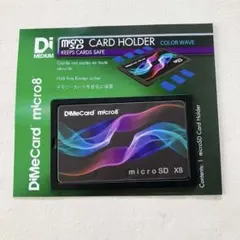 Di
MEDIUM
micro
CARD HOLDER
KEEPS CARDS SAFE
COLOR WAVE
DiMeCard micro8
DiMeCard micro8
microSD X8
Contents: 1 microSD Card Holder